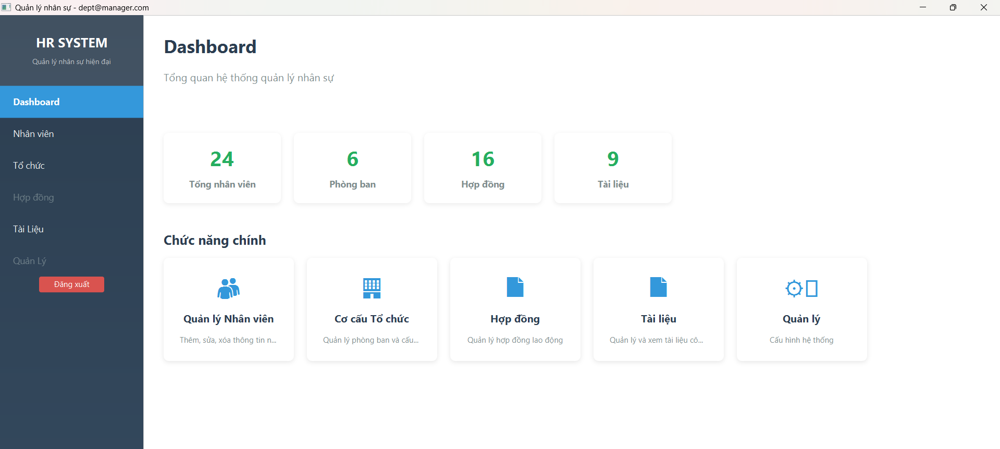 Quản lý nhân sự - dept@manager.com
HR SYSTEM
Quản lý nhân sự hiện đại
Dashboard
Nhân viên
Tổ chức
Hợp đồng
Tài Liệu
Quản Lý
Đăng xuất
Dashboard
Tổng quan hệ thống quản lý nhân sự
24
Tổng nhân viên
6
Phòng ban
16
Hợp đồng
9
Tài liệu
Chức năng chính
Quản lý Nhân viên
Thêm, sửa, xóa thông tin n...
Cơ cấu Tổ chức
Quản lý phòng ban và cấu...
Hợp đồng
Quản lý hợp đồng lao động
Tài liệu
Quản lý và xem tài liệu cô...
Quản lý
Cấu hình hệ thống